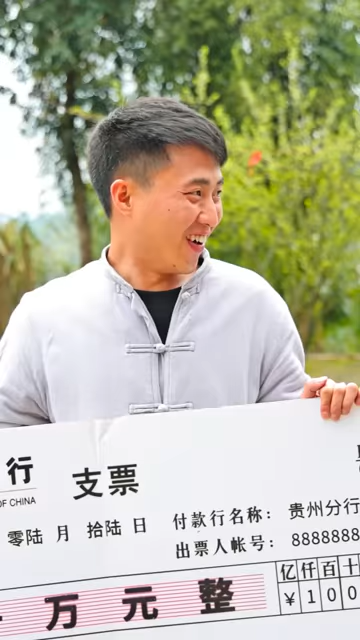 行 支票
OF CHINA
零陆 月 拾陆 日 付款行名称: 贵州分行
出票人帐号: 8888888
万 元 整 亿 仟 百 十
¥ 1 0 0